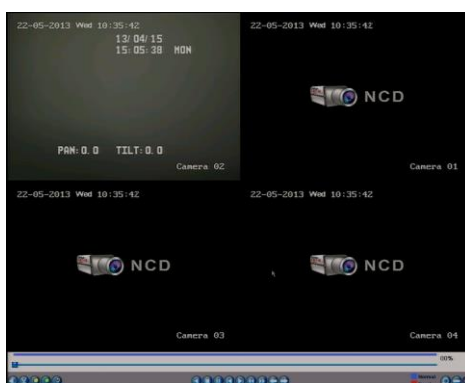 22-05-2013 Wed 10:35:42
13/04/15
15:05:38 MON
PAN:0.0 TILT:0.0
Camera 02
22-05-2013 Wed 10:35:42
NCD
Camera 01
22-05-2013 Wed 10:35:42
NCD
Camera 03
22-05-2013 Wed 10:35:42
NCD
Camera 04
00%